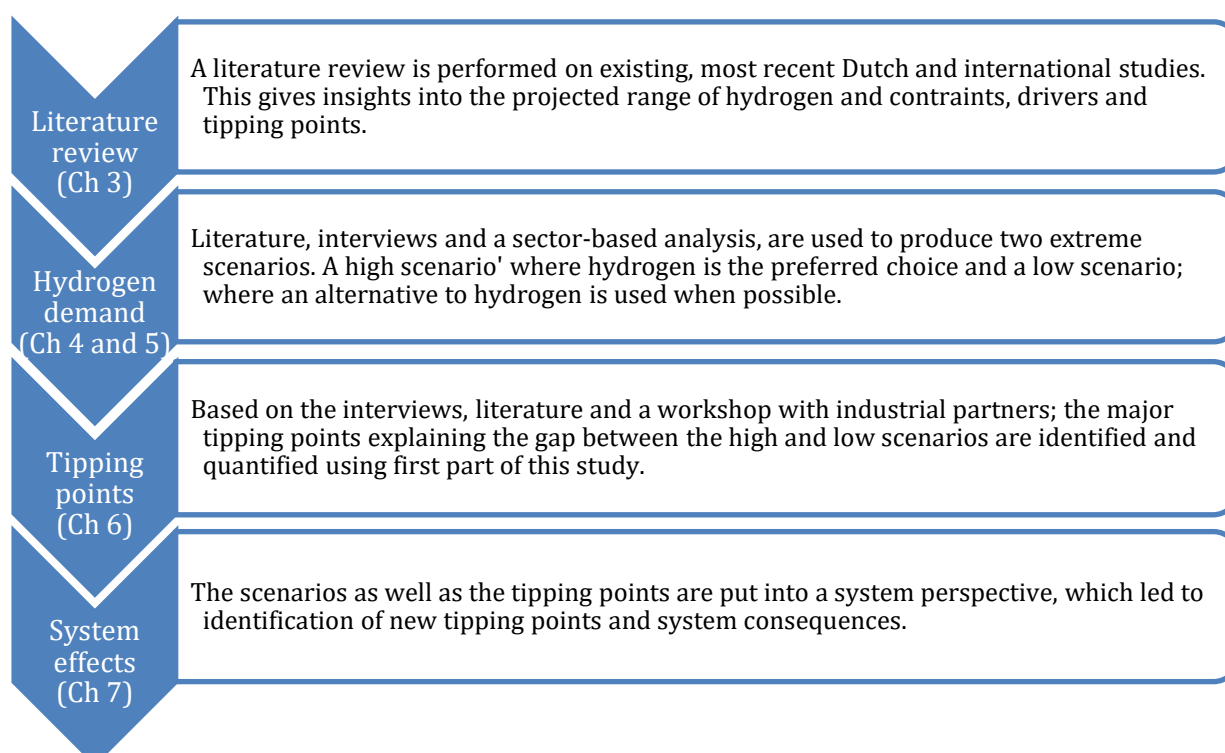 Literature
review
(Ch 3)
A literature review is performed on existing, most recent Dutch and international studies.
This gives insights into the projected range of hydrogen and contraints, drivers and
tipping points.
Hydrogen
demand
(Ch 4 and 5)
Literature, interviews and a sector-based analysis, are used to produce two extreme
scenarios. A high scenario' where hydrogen is the preferred choice and a low scenario;
where an alternative to hydrogen is used when possible.
Tipping
points
(Ch 6)
Based on the interviews, literature and a workshop with industrial partners; the major
tipping points explaining the gap between the high and low scenarios are identified and
quantified using first part of this study.
System
effects
(Ch 7)
The scenarios as well as the tipping points are put into a system perspective, which led to
identification of new tipping points and system consequences.